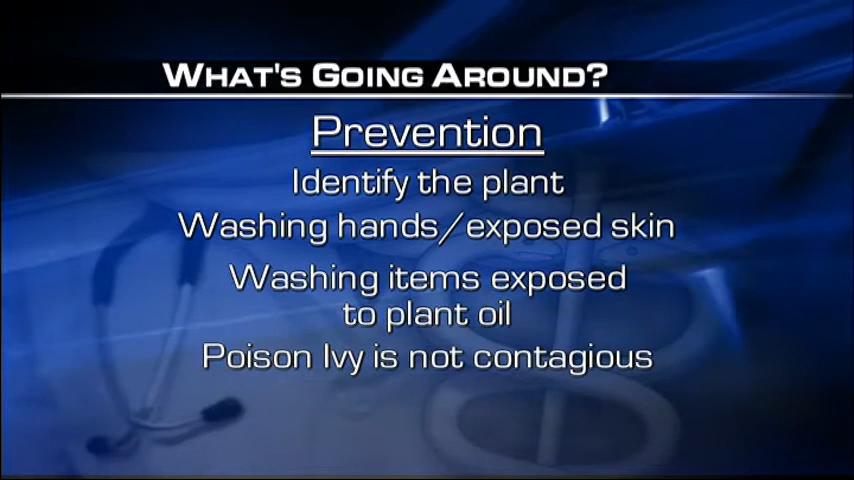 What's Going Around?
Prevention
Identify the plant
Washing hands/exposed skin
Washing items exposed
to plant oil
Poison Ivy is not contagious